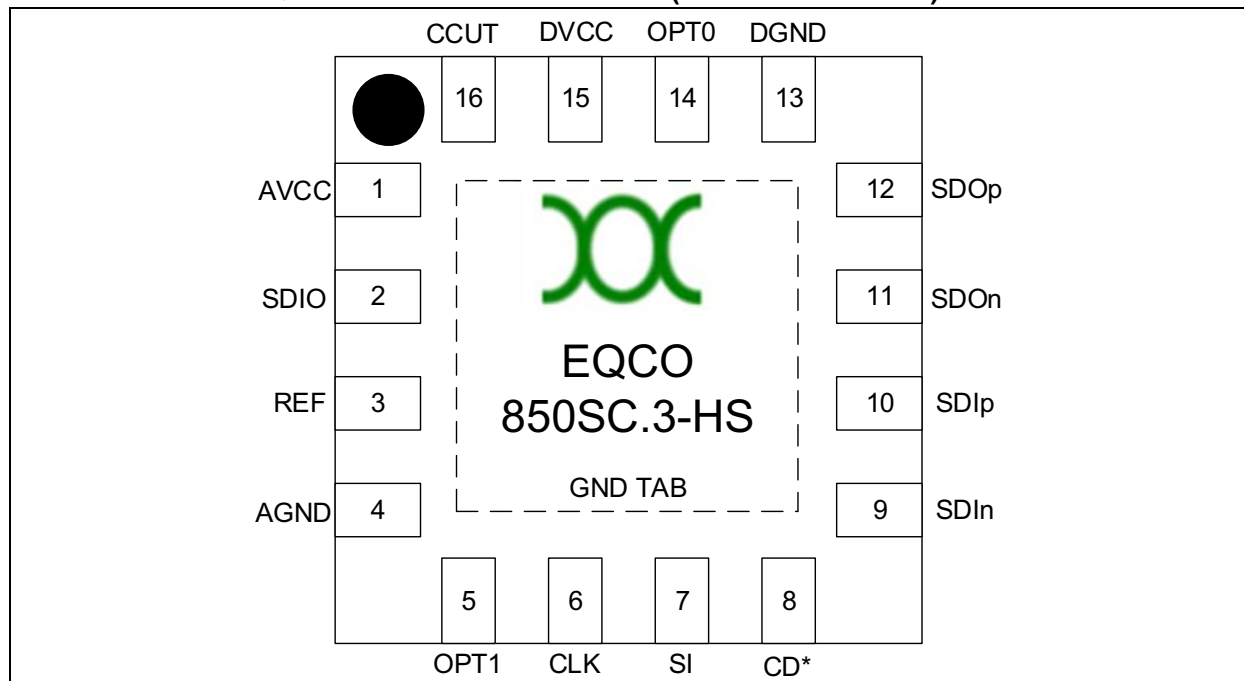 CCUT DVCC OPT0 DGND
16 15 14 13
AVCC 1 12 SDOp
SDIO 2 11 SDOn
EQCO
REF 3 10 SDIp
850SC.3-HS
GND TAB
AGND 4 9 SDIn
5 6 7 8
OPT1 CLK SI CD*